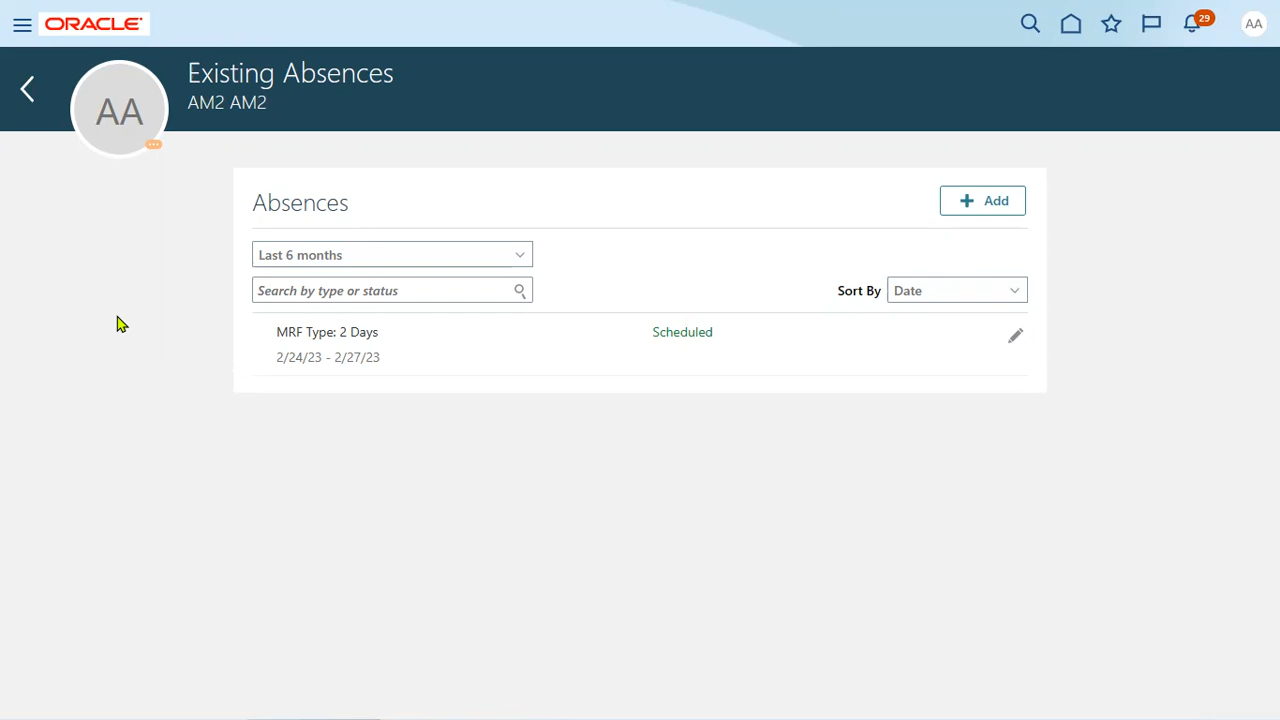 ORACLE
29
AA
Existing Absences
AA
AM2 AM2
Absences
Add
Last 6 months
Search by type or status
Sort By
Date
MRF Type: 2 Days
Scheduled
2/24/23 - 2/27/23